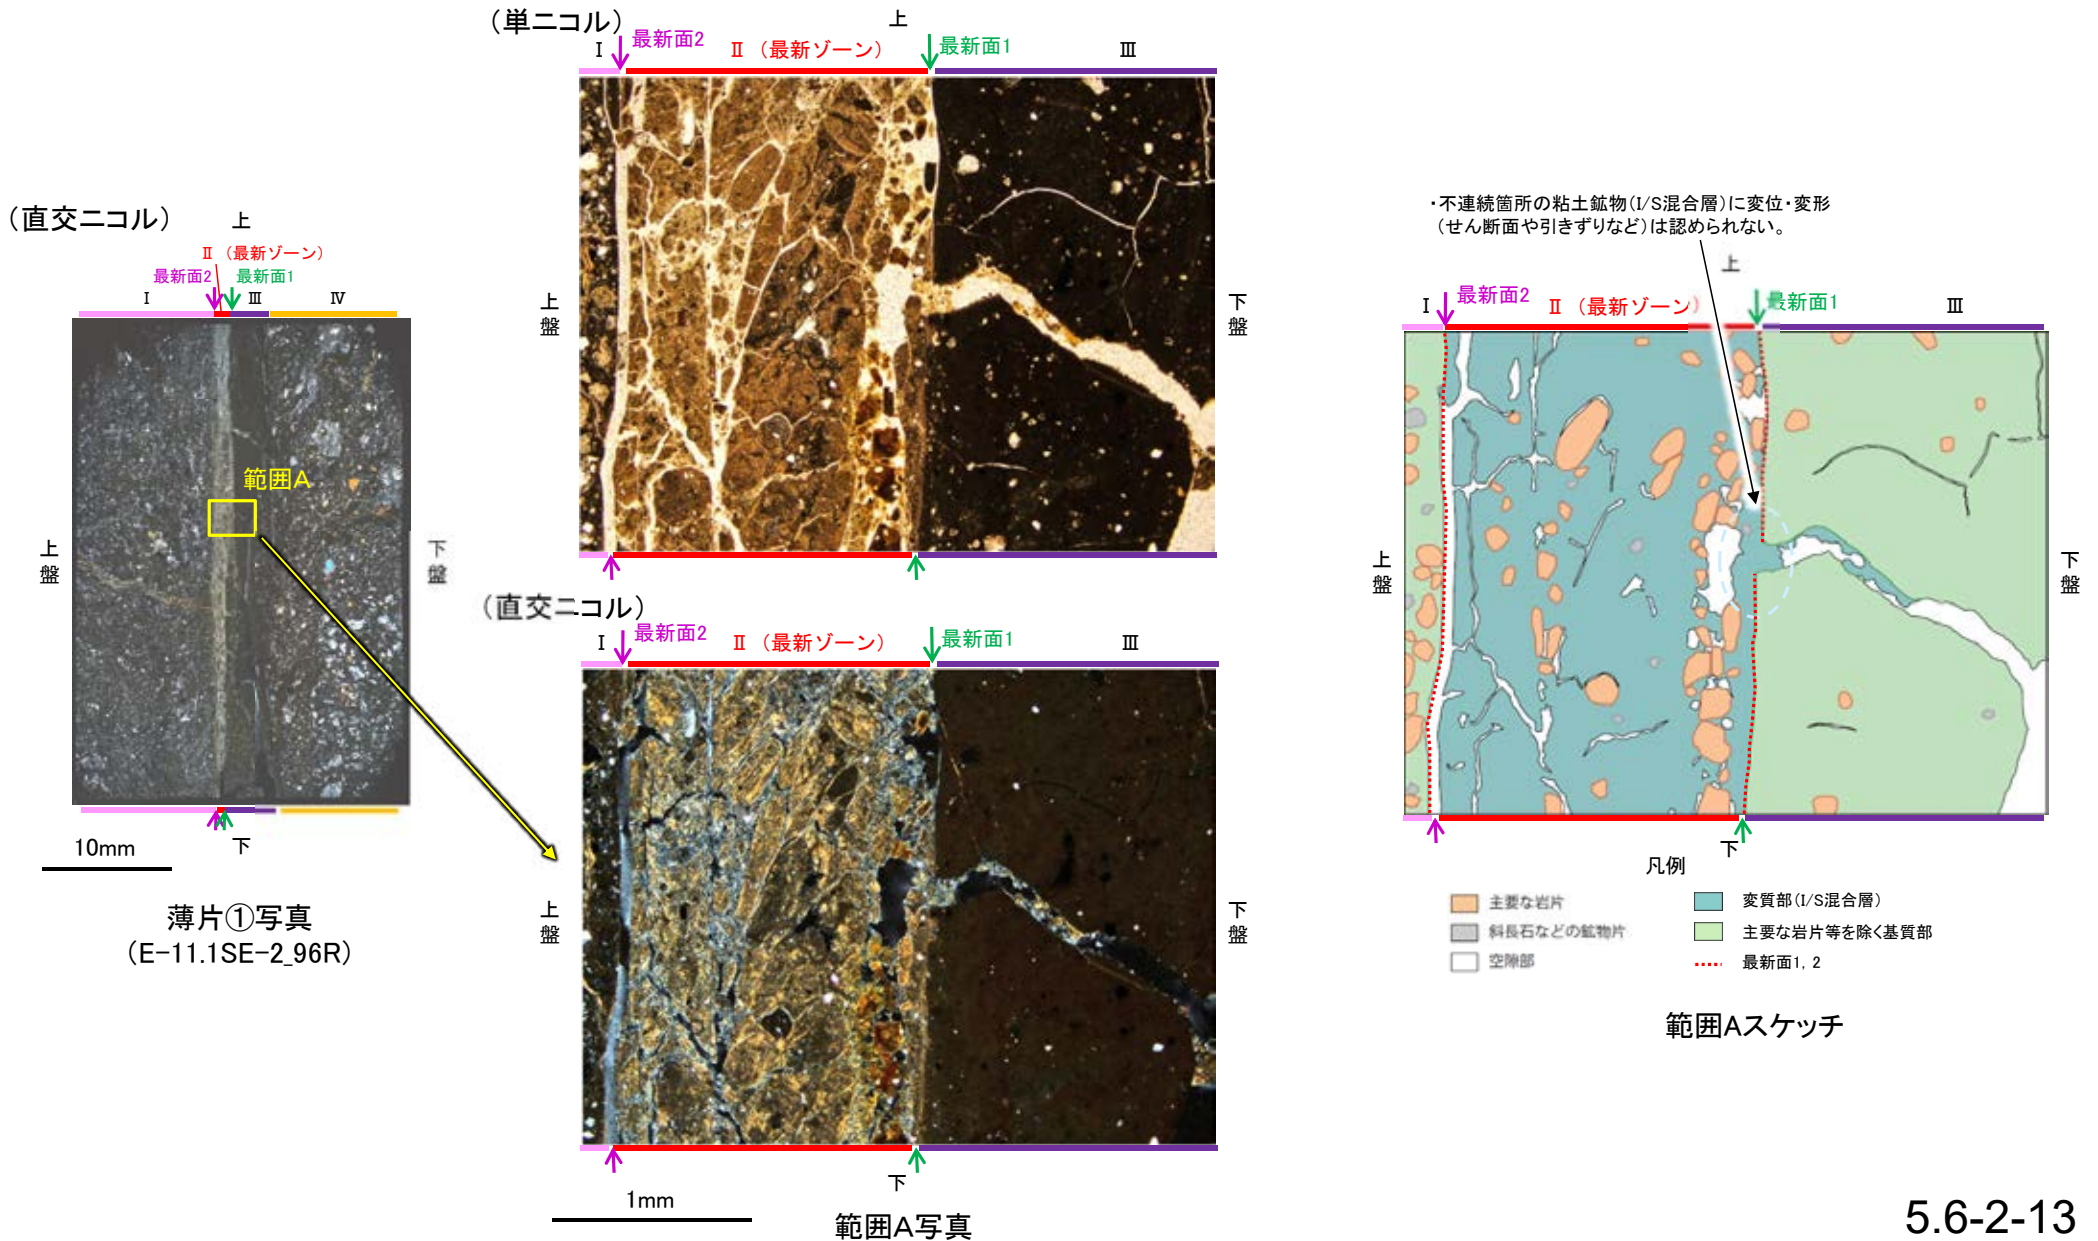 (直交ニコル)
上
Ⅱ (最新ゾーン)
最新面2
最新面1
Ⅰ
Ⅲ
Ⅳ
範囲A
上盤
下盤
下
10mm
薄片①写真
(E-11.1SE-2_96R)
(単ニコル)
上
Ⅰ
最新面2
Ⅱ (最新ゾーン)
最新面1
Ⅲ
上盤
下盤
(直交ニコル)
Ⅰ
最新面2
Ⅱ (最新ゾーン)
最新面1
Ⅲ
上盤
下盤
下
1mm
範囲A写真
・不連続箇所の粘土鉱物(I/S混合層)に変位・変形
(せん断面や引きずりなど)は認められない。
上
Ⅰ
最新面2
Ⅱ (最新ゾーン)
最新面1
Ⅲ
上盤
下盤
下
凡例
主要な岩片
斜長石などの鉱物片
空隙部
変質部(I/S混合層)
主要な岩片等を除く基質部
最新面1, 2
範囲Aスケッチ
5.6-2-13